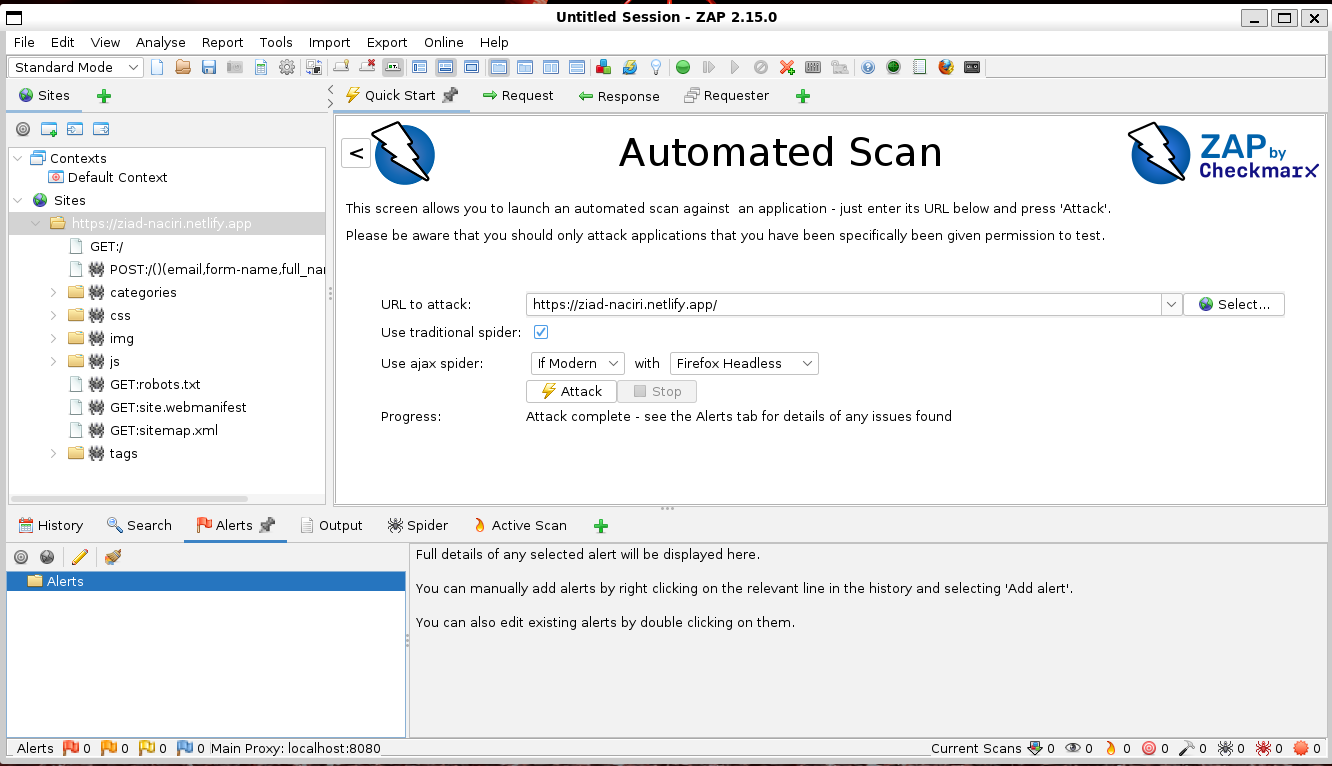 Untitled Session - ZAP 2.15.0
File Edit View Analyse Report Tools Import Export Online Help
Standard Mode
Sites
Quick Start Request Response Requester
Contexts
Default Context
Sites
https://ziad-naciri.netlify.app
GET:/
POST:/()(email,form-name,full_nar
categories
css
img
js
GET:robots.txt
GET:site.webmanifest
GET:sitemap.xml
tags
<
Automated Scan
ZAP by
Checkmarx
This screen allows you to launch an automated scan against  an application - just enter its URL below and press 'Attack'.
Please be aware that you should only attack applications that you have been specifically been given permission to test.
URL to attack: https://ziad-naciri.netlify.app/ Select...
Use traditional spider:
Use ajax spider: If Modern with Firefox Headless
Attack Stop
Progress: Attack complete - see the Alerts tab for details of any issues found
History Search Alerts Output Spider Active Scan
Alerts
Full details of any selected alert will be displayed here.
You can manually add alerts by right clicking on the relevant line in the history and selecting 'Add alert'.
You can also edit existing alerts by double clicking on them.
Alerts 0 0 0 0 Main Proxy: localhost:8080 Current Scans 0 0 0 0 0 0 0 0